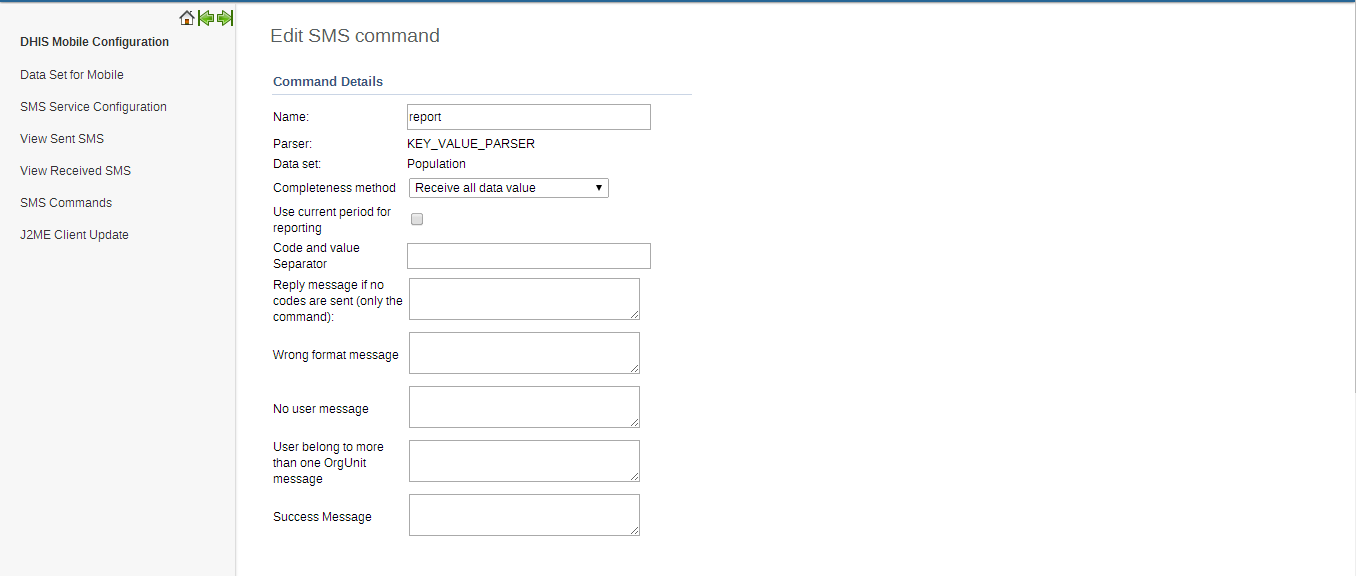 DHIS Mobile Configuration
Data Set for Mobile
SMS Service Configuration
View Sent SMS
View Received SMS
SMS Commands
J2ME Client Update
Edit SMS command
Command Details
Name: report
Parser: KEY_VALUE_PARSER
Data set: Population
Completeness method Receive all data value
Use current period for
reporting
Code and value
Separator
Reply message if no
codes are sent (only the
command):
Wrong format message
No user message
User belong to more
than one OrgUnit
message
Success Message